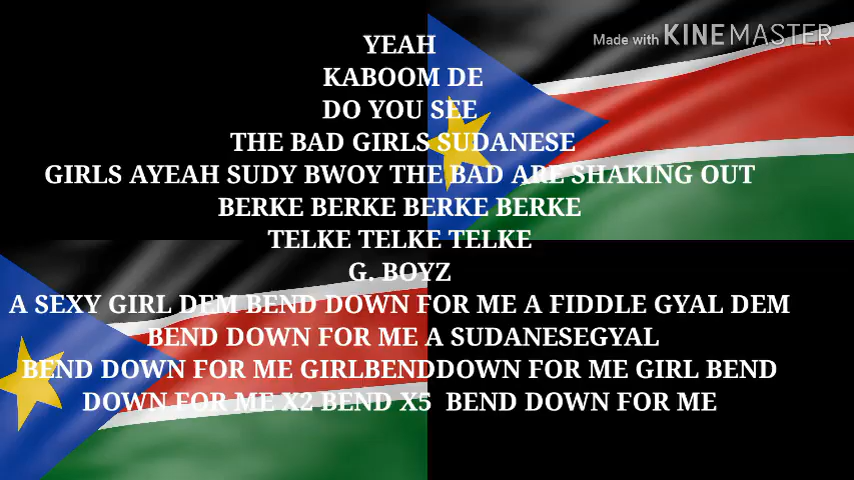 Made with KINEMASTER
YEAH
KABOOM DE
DO YOU SEE
THE BAD GIRLS SUDANESE
GIRLS AYEAH SUDY BWOY THE BAD ARE SHAKING OUT
BERKE BERKE BERKE BERKE
TELKE TELKE TELKE
G. BOYZ
A SEXY GIRL DEM BEND DOWN FOR ME A FIDDLE GYAL DEM
BEND DOWN FOR ME A SUDANESEGYAL
BEND DOWN FOR ME GIRLBENDDOWN FOR ME GIRL BEND
DOWN FOR ME X2 BEND X5 BEND DOWN FOR ME